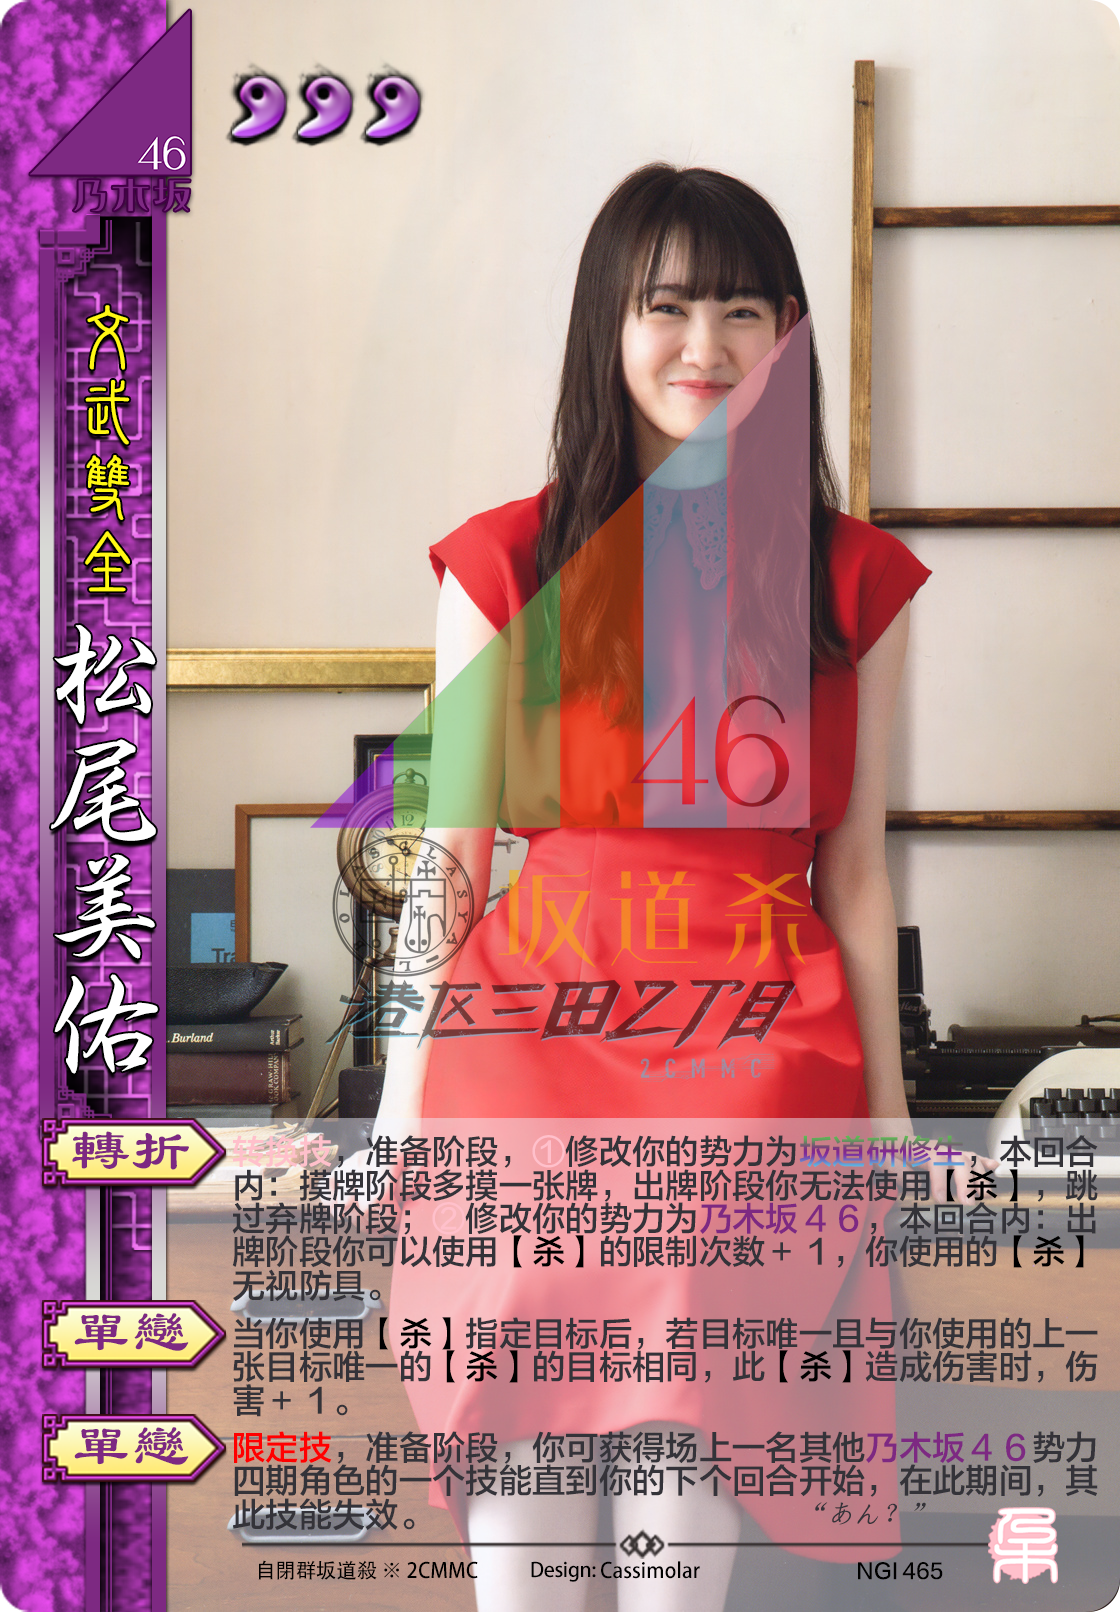 46
乃木坂
文武雙全
松尾美佑
46
坂道杀
港区三田2丁目
2CMMC
Tra
Burland
轉折
转换技，准备阶段，①修改你的势力为坂道研修生，本回合
内：摸牌阶段多摸一张牌，出牌阶段你无法使用【杀】，跳
过弃牌阶段；②修改你的势力为乃木坂４６，本回合内：出
牌阶段你可以使用【杀】的限制次数＋１，你使用的【杀】
无视防具。
單戀
当你使用【杀】指定目标后，若目标唯一且与你使用的上一
张目标唯一的【杀】的目标相同，此【杀】造成伤害时，伤
害＋１。
單戀
限定技，准备阶段，你可获得场上一名其他乃木坂４６势力
四期角色的一个技能直到你的下个回合开始，在此期间，其
此技能失效。
“あん？”
自閉群坂道殺 ※ 2CMMC
Design: Cassimolar
NGI 465